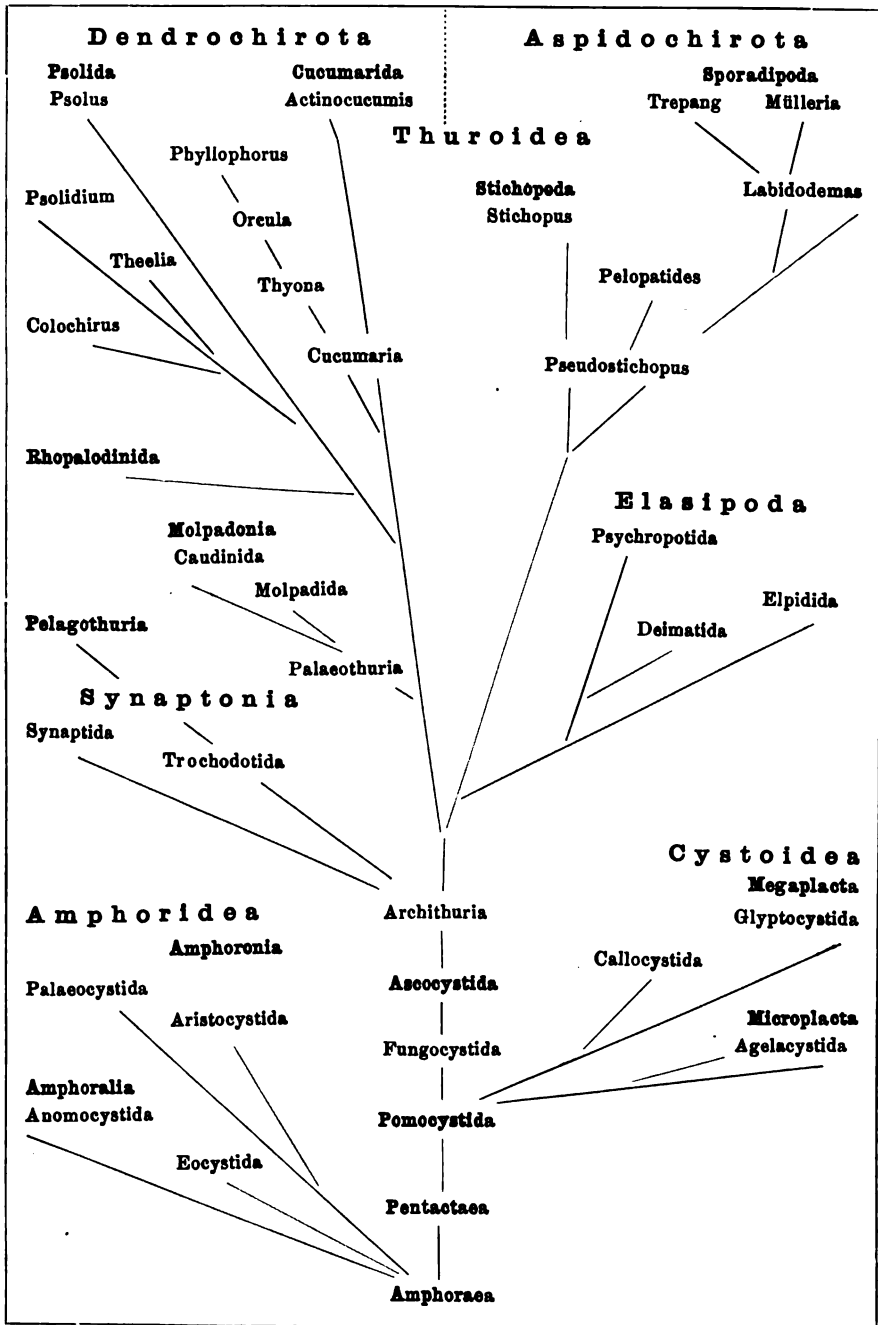 Dendrochirota
Aspidochirota
Psolida
Psolus
Cucumarida
Actinocucumis
Sporadipoda
Trepang Mülleria
Thuroidea
Phyllophorus
Psolidium
Stichopoda
Stichopus
Labidodemas
Orcula
Theelia
Thyona
Pelopatides
Colochirus
Cucumaria
Pseudostichopus
Rhopalodinida
Elasipoda
Psychropotida
Molpadonia
Caudinida
Molpadida
Elpidida
Pelagothuria
Deimatida
Palaeothuria
Synaptonia
Synaptida
Trochodotida
Cystoidea
Megaplacta
Glyptocystida
Amphoridea
Archithuria
Amphoronia
Callocystida
Palaeocystida
Ascocystida
Aristocystida
Microplacta
Agelacystida
Fungocystida
Amphoralia
Anomocystida
Pomocystida
Eocystida
Pentactaea
Amphoraea